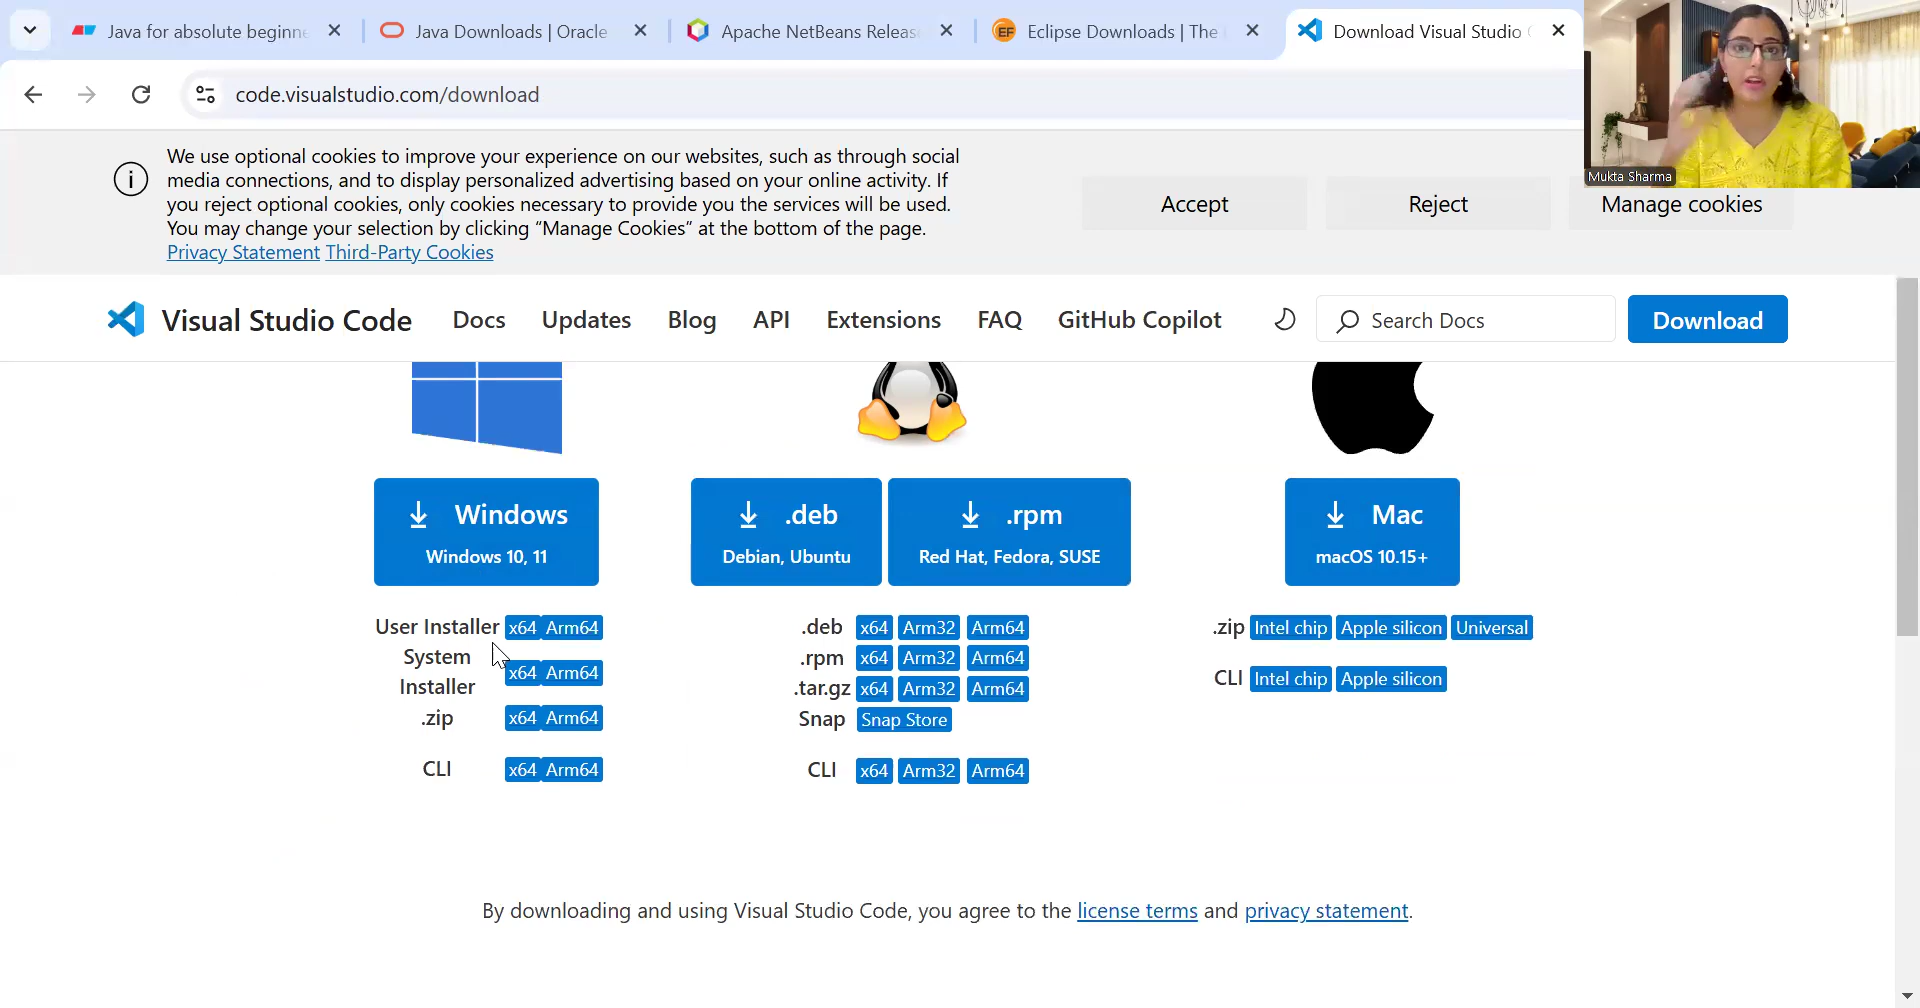 Java for absolute beginne
Java Downloads | Oracle
Apache NetBeans Releas
Eclipse Downloads | The
Download Visual Studio
code.visualstudio.com/download
We use optional cookies to improve your experience on our websites, such as through social
media connections, and to display personalized advertising based on your online activity. If
you reject optional cookies, only cookies necessary to provide you the services will be used.
You may change your selection by clicking “Manage Cookies” at the bottom of the page.
Privacy Statement Third-Party Cookies
Accept
Reject
Manage cookies
Mukta Sharma
Visual Studio Code
Docs
Updates
Blog
API
Extensions
FAQ
GitHub Copilot
Search Docs
Download
Windows
Windows 10, 11
.deb
Debian, Ubuntu
.rpm
Red Hat, Fedora, SUSE
Mac
macOS 10.15+
User Installer x64 Arm64
System
Installer
x64 Arm64
.zip x64 Arm64
CLI x64 Arm64
.deb x64 Arm32 Arm64
.rpm x64 Arm32 Arm64
.tar.gz x64 Arm32 Arm64
Snap Snap Store
CLI x64 Arm32 Arm64
.zip Intel chip Apple silicon Universal
CLI Intel chip Apple silicon
By downloading and using Visual Studio Code, you agree to the license terms and privacy statement.